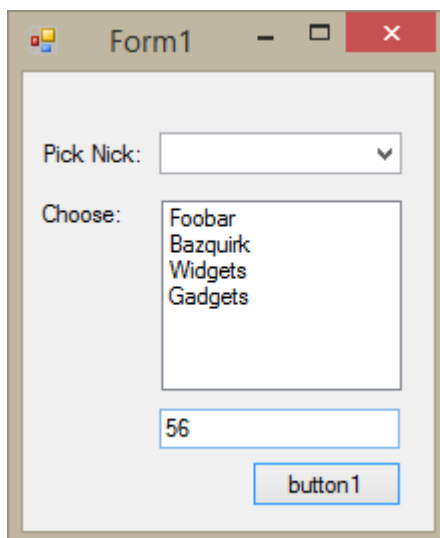 Form1
Pick Nick:
Choose:
Foobar
Bazquirk
Widgets
Gadgets
56
button1